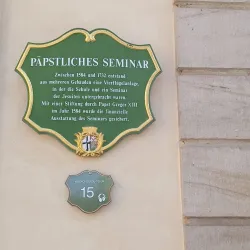 PÄPSTLICHES SEMINAR
Zwischen 1504 und 1732 entstand
aus mehreren Gebäuden eine Vierflügelanlage,
in der die Schule und ein Seminar
der Jesuiten untergebracht waren.
Mit einer Stiftung durch Papst Gregor XIII
im Jahr 1584 wurde die finanzielle
Ausstattung des Seminars gesichert.
15